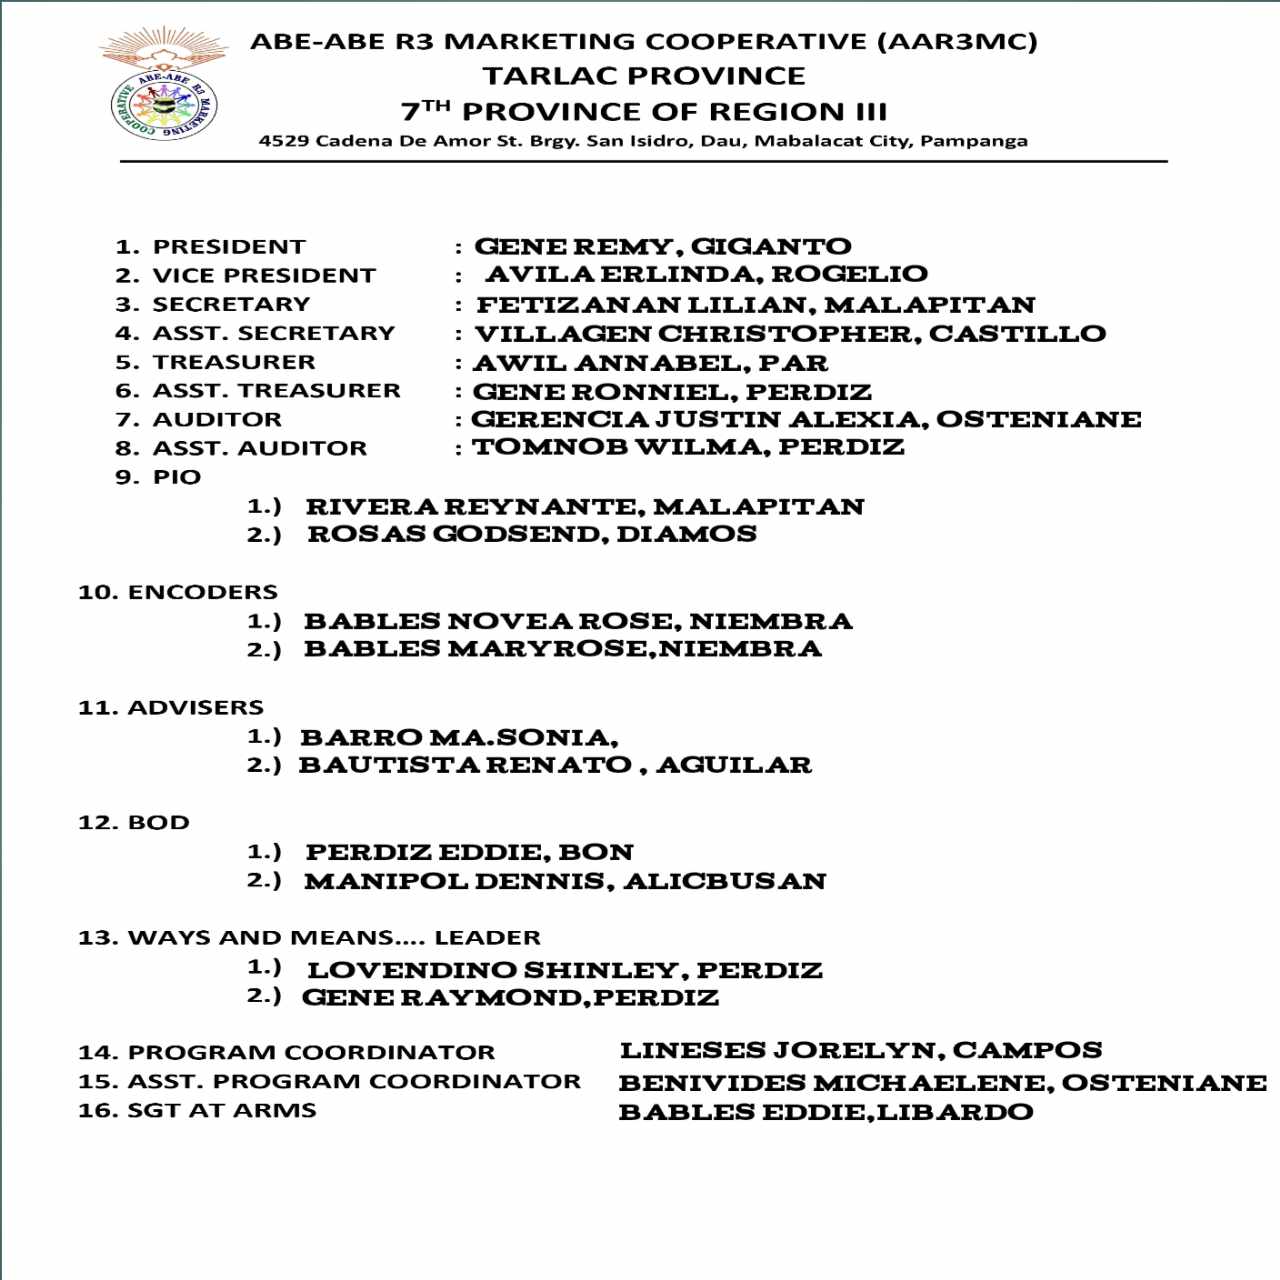 ABE-ABE R3 MARKETING COOPERATIVE (AAR3MC)
TARLAC PROVINCE
7TH PROVINCE OF REGION III
4529 Cadena De Amor St. Brgy. San Isidro, Dau, Mabalacat City, Pampanga
ABE-ABE R3 MARKETING COOPERATIVE
1. PRESIDENT : GENE REMY, GIGANTO
2. VICE PRESIDENT : AVILA ERLINDA, ROGELIO
3. SECRETARY : FETIZANAN LILIAN, MALAPITAN
4. ASST. SECRETARY : VILLAGEN CHRISTOPHER, CASTILLO
5. TREASURER : AWIL ANNABEL, PAR
6. ASST. TREASURER : GENE RONNIEL, PERDIZ
7. AUDITOR : GERENCIA JUSTIN ALEXIA, OSTENIANE
8. ASST. AUDITOR : TOMNOB WILMA, PERDIZ
9. PIO
1.) RIVERA REYNANTE, MALAPITAN
2.) ROSAS GODSEND, DIAMOS
10. ENCODERS
1.) BABLES NOVEA ROSE, NIEMBRA
2.) BABLES MARYROSE,NIEMBRA
11. ADVISERS
1.) BARRO MA.SONIA,
2.) BAUTISTA RENATO , AGUILAR
12. BOD
1.) PERDIZ EDDIE, BON
2.) MANIPOL DENNIS, ALICBUSAN
13. WAYS AND MEANS.... LEADER
1.) LOVENDINO SHINLEY, PERDIZ
2.) GENE RAYMOND,PERDIZ
14. PROGRAM COORDINATOR LINESES JORELYN, CAMPOS
15. ASST. PROGRAM COORDINATOR BENIVIDES MICHAELENE, OSTENIANE
16. SGT AT ARMS BABLES EDDIE,LIBARDO